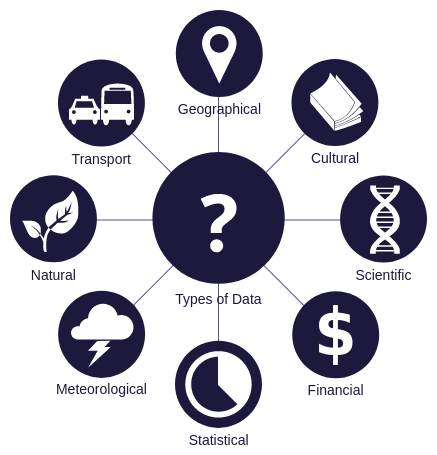 Geographical
Transport
Cultural
?
Natural
Scientific
Types of Data
$
Meteorological
Financial
Statistical